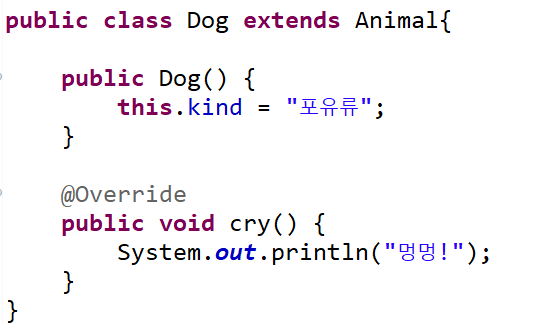 public class Dog extends Animal{
public Dog() {
this.kind = "포유류";
}
@Override
public void cry() {
System.out.println("멍멍!");
}
}